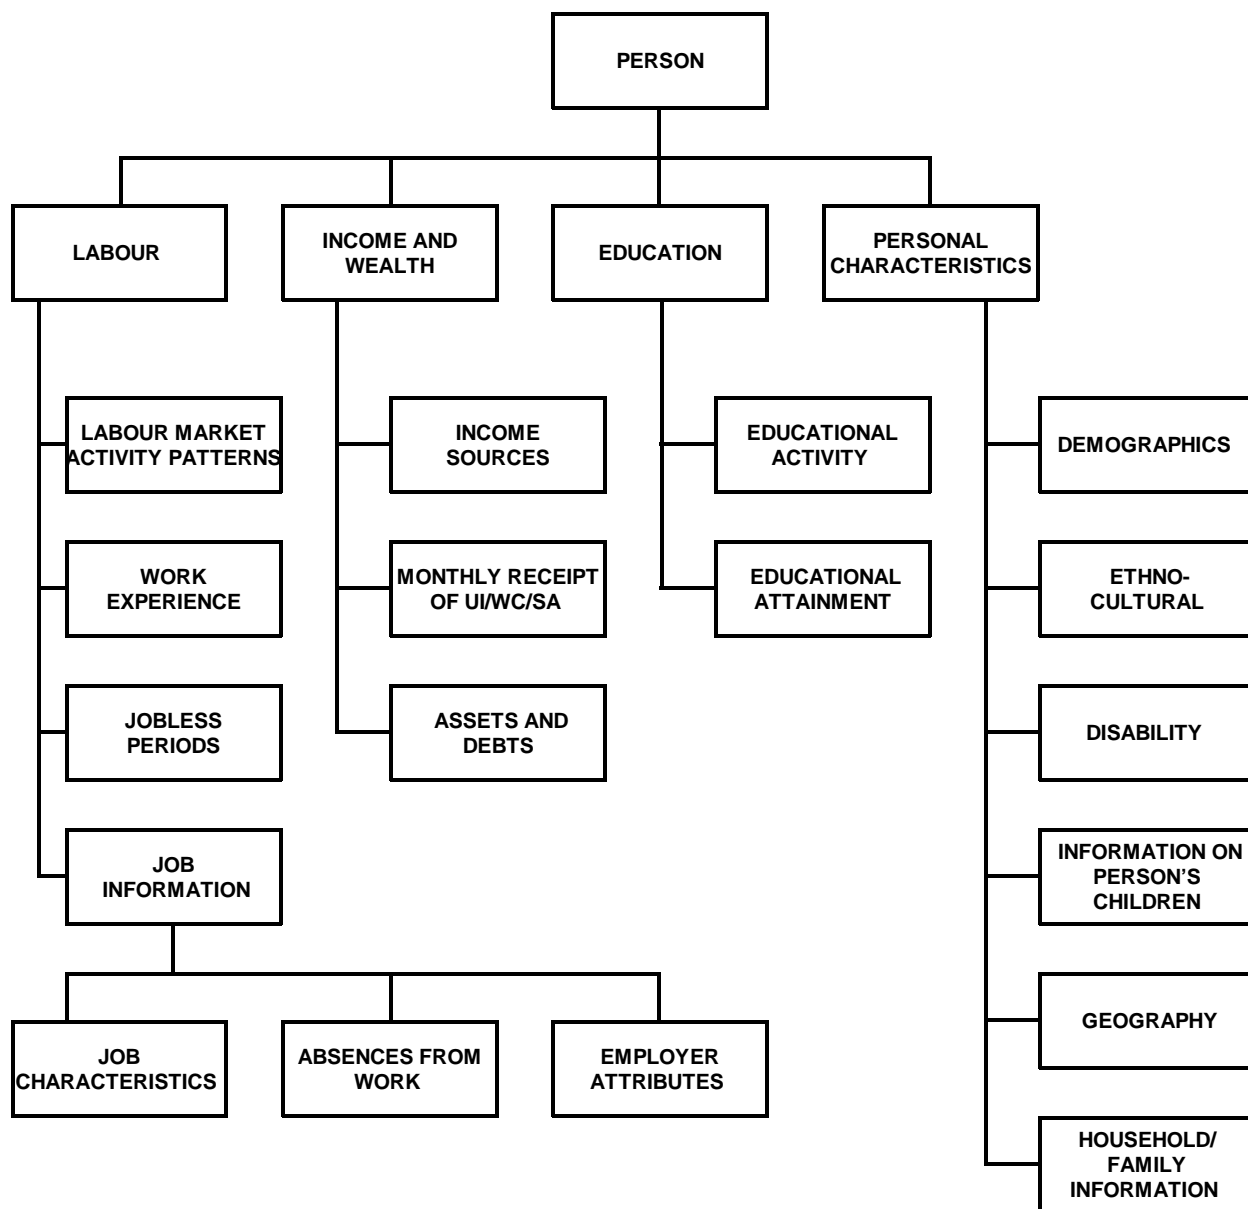 PERSON
LABOUR
INCOME AND
WEALTH
EDUCATION
PERSONAL
CHARACTERISTICS
LABOUR MARKET
ACTIVITY PATTERNS
INCOME
SOURCES
EDUCATIONAL
ACTIVITY
DEMOGRAPHICS
WORK
EXPERIENCE
MONTHLY RECEIPT
OF UI/WC/SA
EDUCATIONAL
ATTAINMENT
ETHNO-
CULTURAL
JOBLESS
PERIODS
ASSETS AND
DEBTS
DISABILITY
JOB
INFORMATION
INFORMATION ON
PERSON'S
CHILDREN
JOB
CHARACTERISTICS
ABSENCES FROM
WORK
EMPLOYER
ATTRIBUTES
GEOGRAPHY
HOUSEHOLD/
FAMILY
INFORMATION